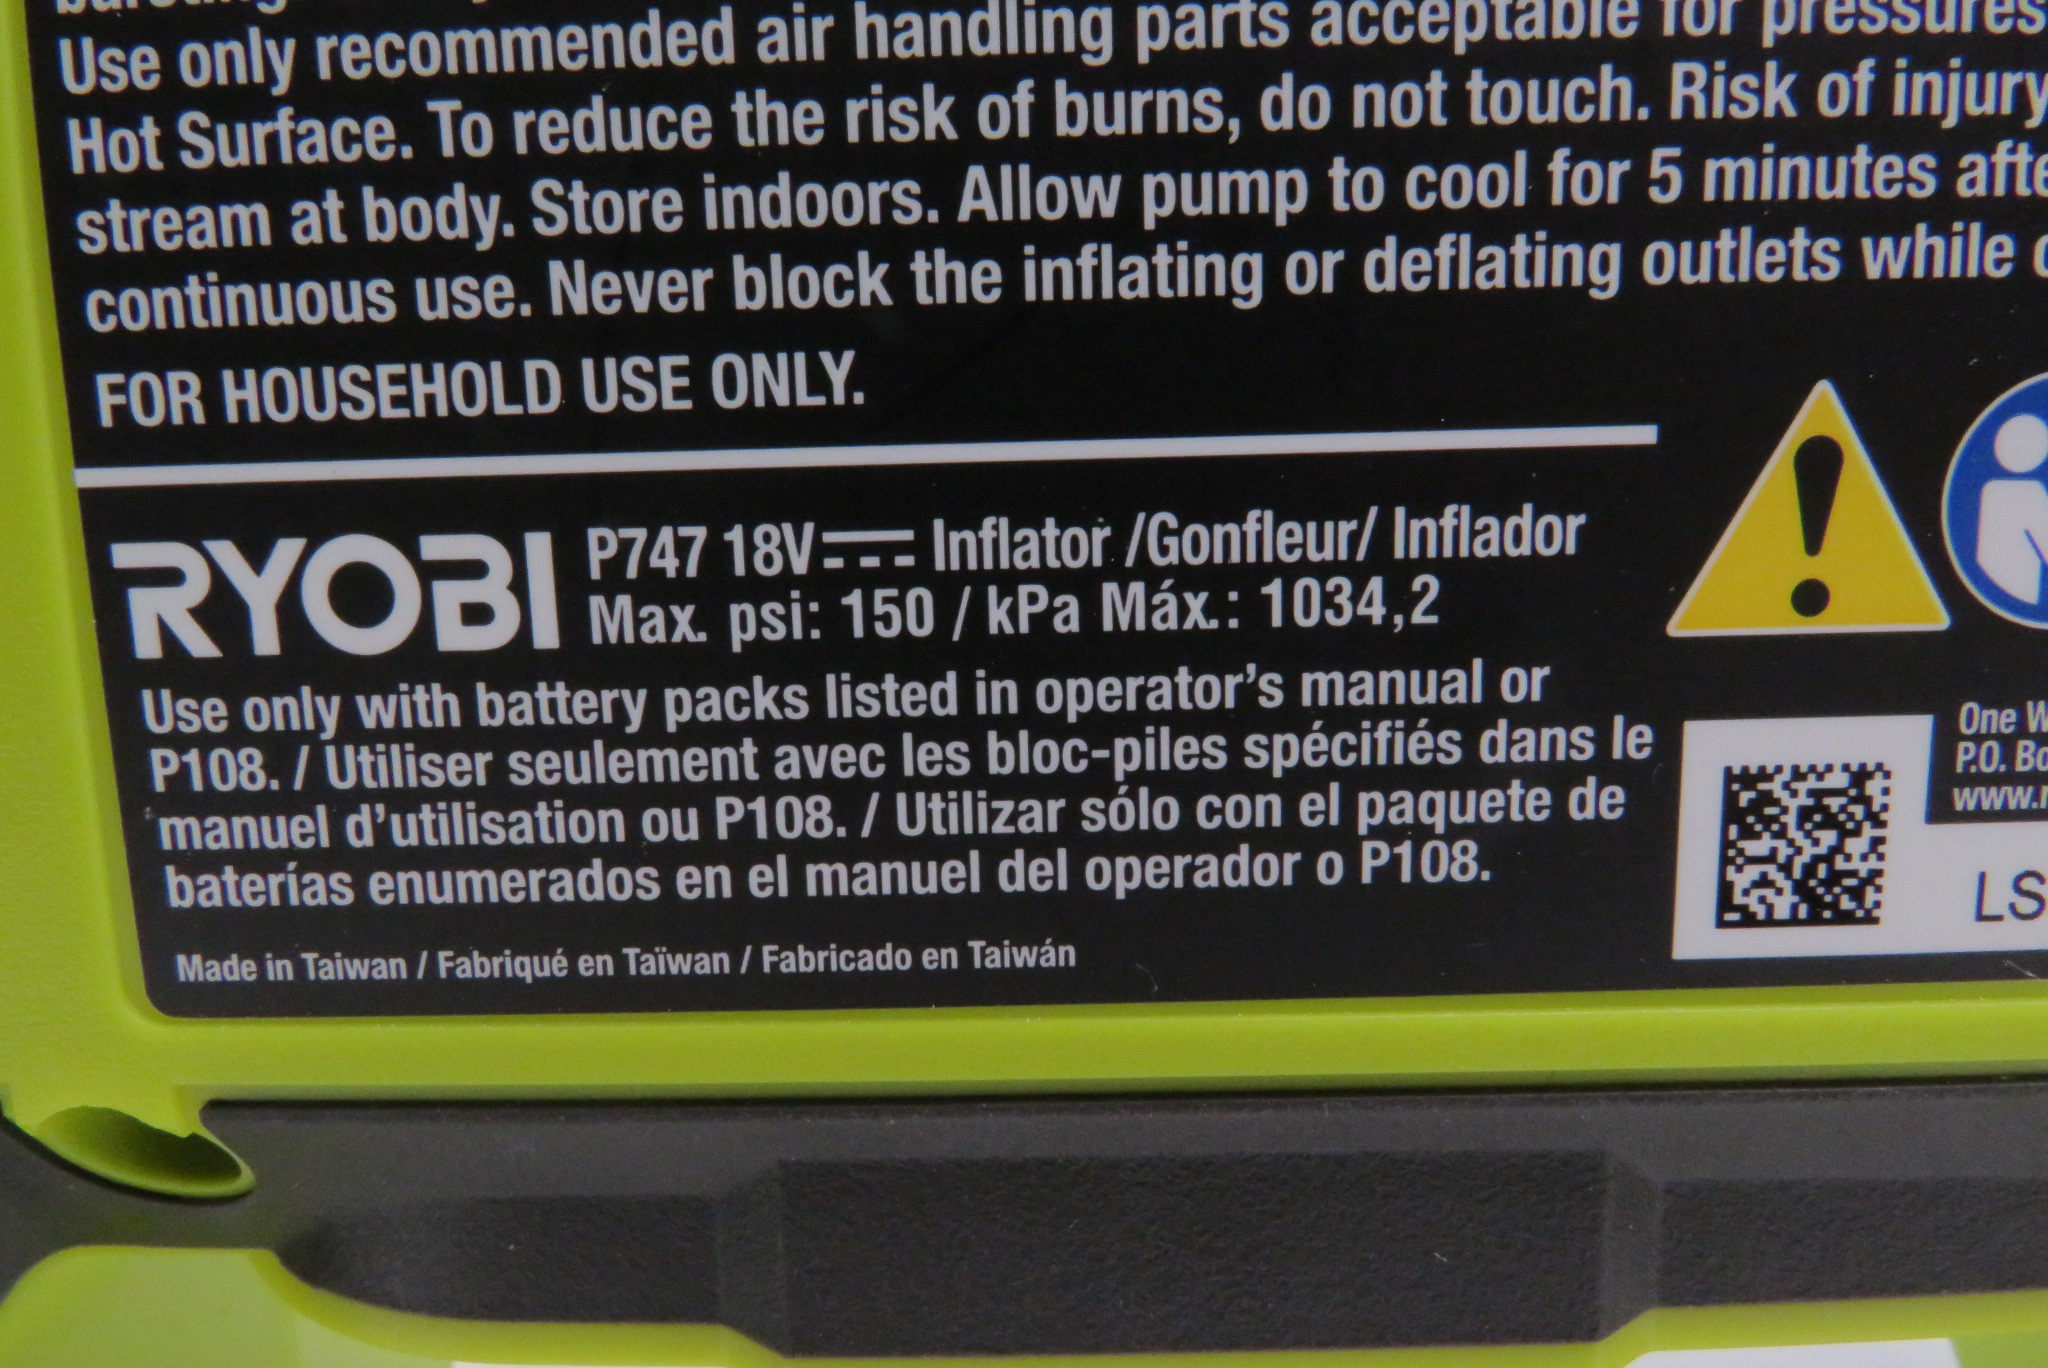 Use only recommended air handling parts acceptable for pressures
Hot Surface. To reduce the risk of burns, do not touch. Risk of injury
stream at body. Store indoors. Allow pump to cool for 5 minutes
continuous use. Never block the inflating or deflating outlets while
FOR HOUSEHOLD USE ONLY.
RYOBI
P747 18V Inflator /Gonfleur/ Inflador
Max. psi: 150 / kPa Máx.: 1034,2
Use only with battery packs listed in operator's manual or
P108. / Utiliser seulement avec les bloc-piles spécifiés dans le
manuel d'utilisation ou P108. / Utilizar sólo con el paquete de
baterías enumerados en el manuel del operador o P108.
Made in Taiwan / Fabriqué en Taïwan / Fabricado en Taiwán
One
P.O.
LS